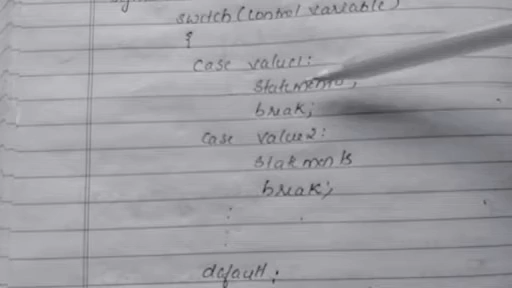 switch (control variable)
{
case value1:
statements;
break;
case value2:
statements
break;
:
:
default: